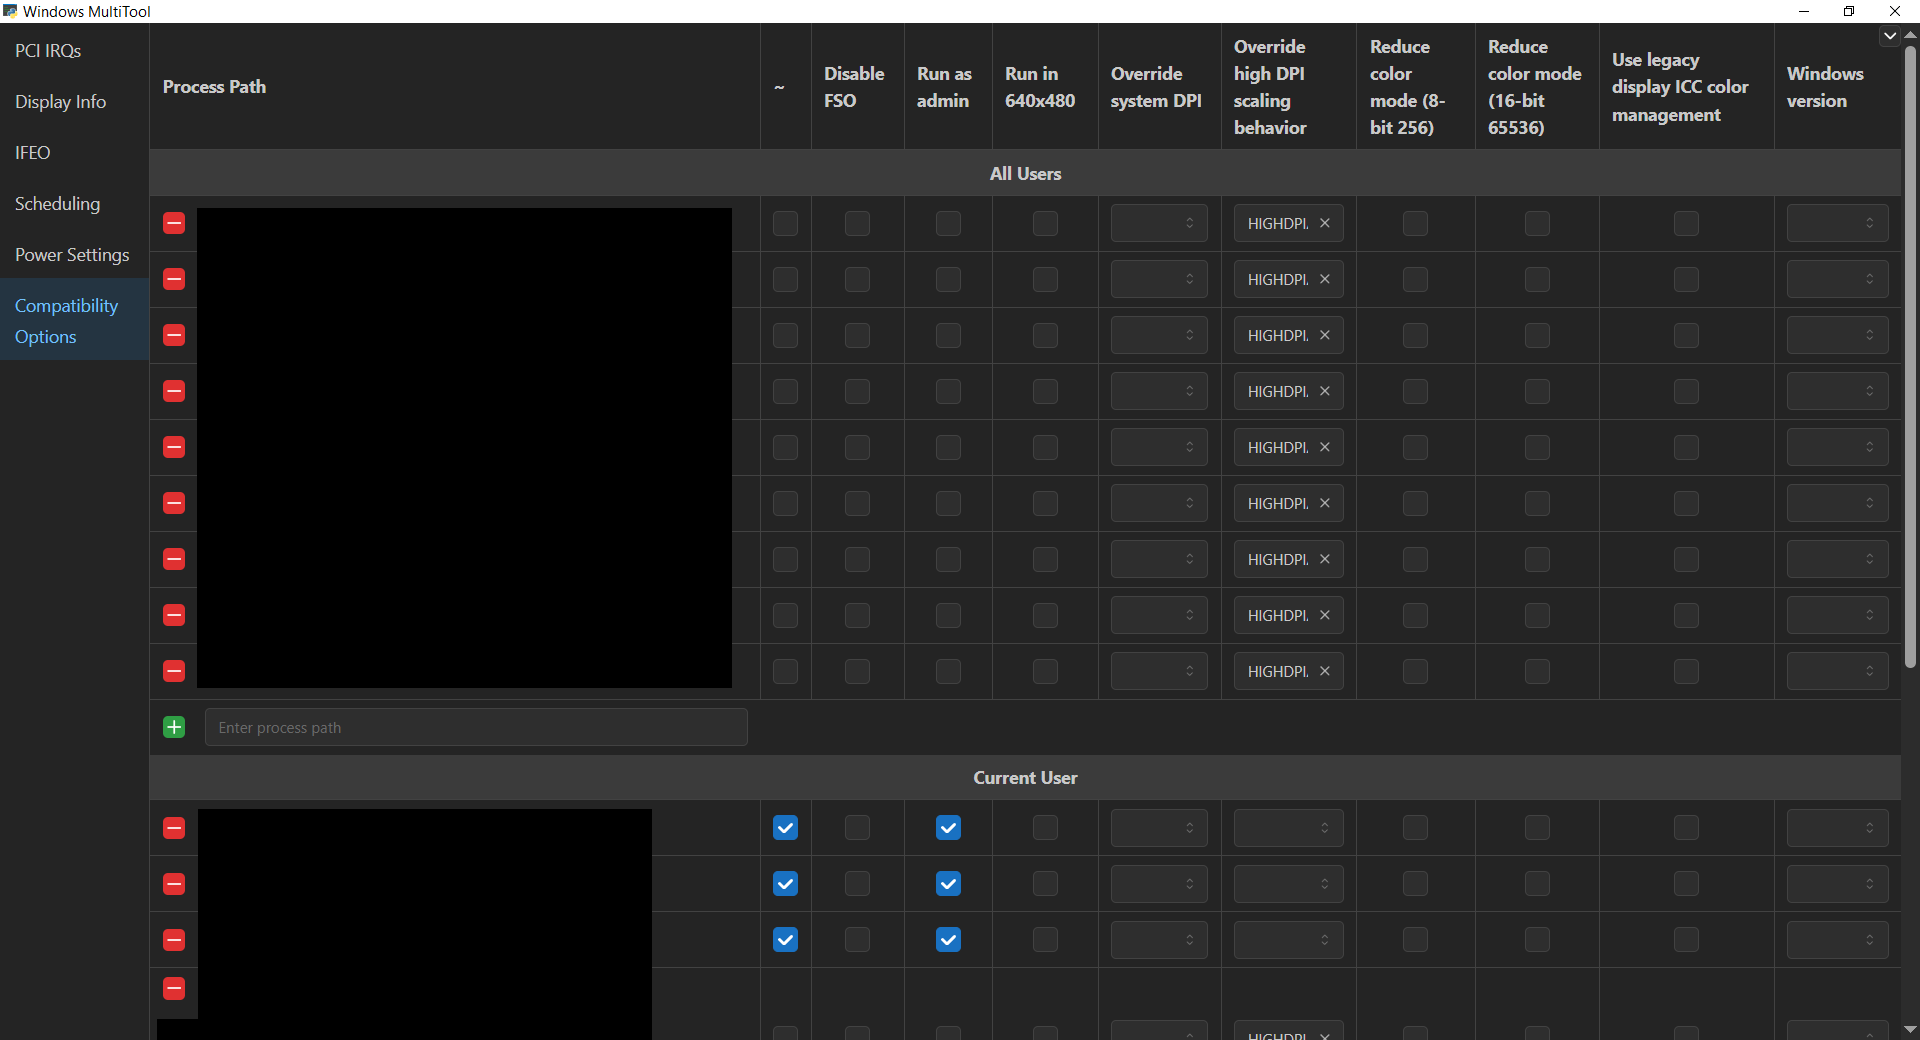 Windows MultiTool
PCI IRQs
Display Info
IFEO
Scheduling
Power Settings
Compatibility
Options
Process Path
~
Disable
FSO
Run as
admin
Run in
640x480
Override
system DPI
Override
high DPI
scaling
behavior
Reduce
color
mode (8-
bit 256)
Reduce
color mode
(16-bit
65536)
Use legacy
display ICC color
management
Windows
version
All Users
HIGHDPI
HIGHDPI
HIGHDPI
HIGHDPI
HIGHDPI
HIGHDPI
HIGHDPI
HIGHDPI
HIGHDPI
Enter process path
Current User
HIGHDPI